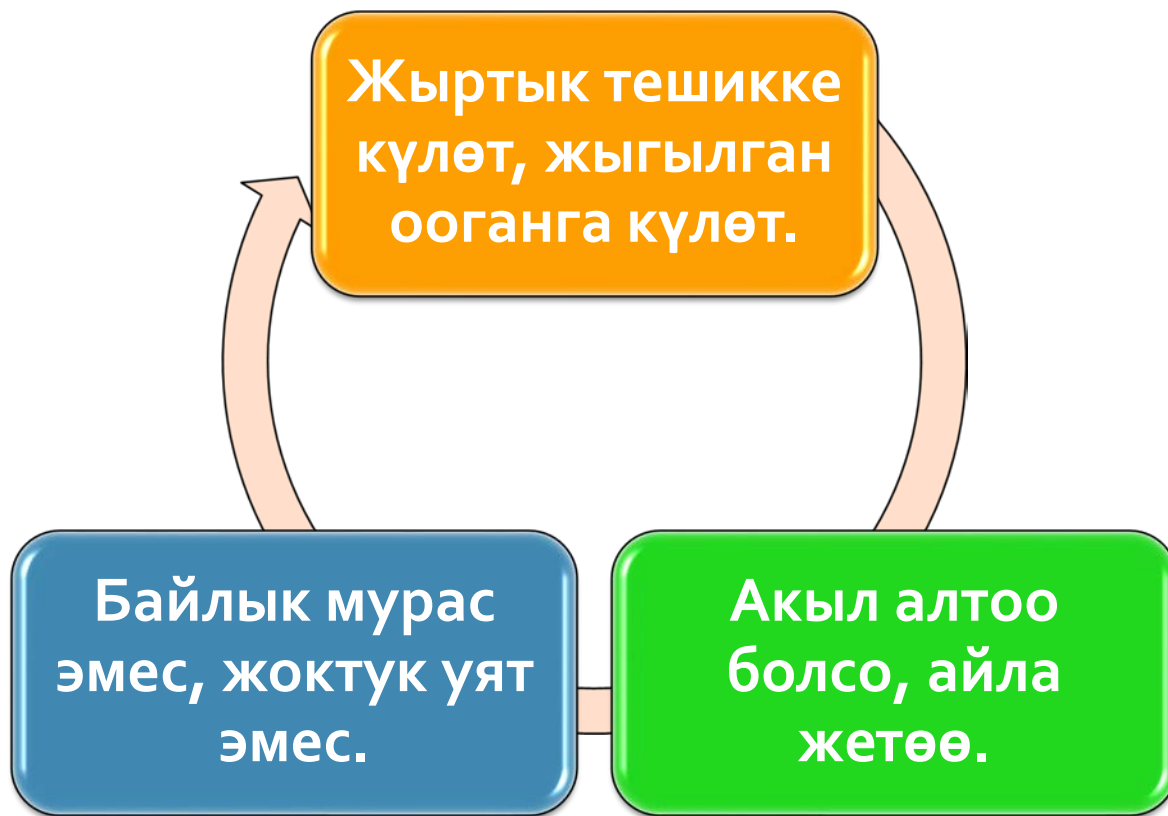 Жыртык тешикке
күлөт, жыгылган
ооганга күлөт.
Байлык мурас
эмес, жоктук уят
эмес.
Акыл алтоо
болсо, айла
жетөө.